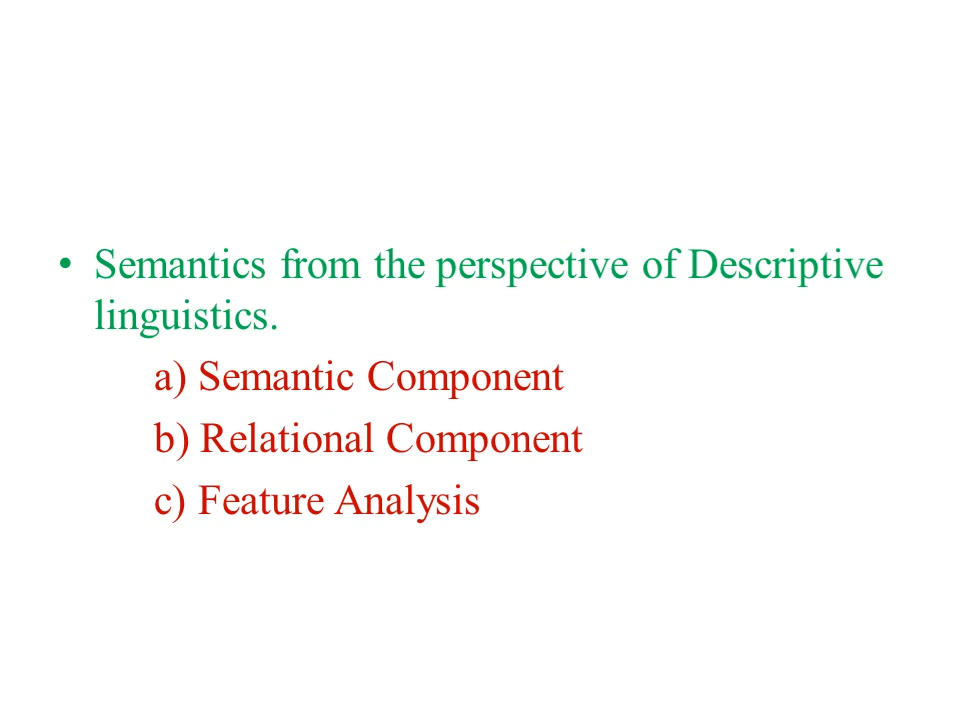 • Semantics from the perspective of Descriptive
linguistics.
a) Semantic Component
b) Relational Component
c) Feature Analysis